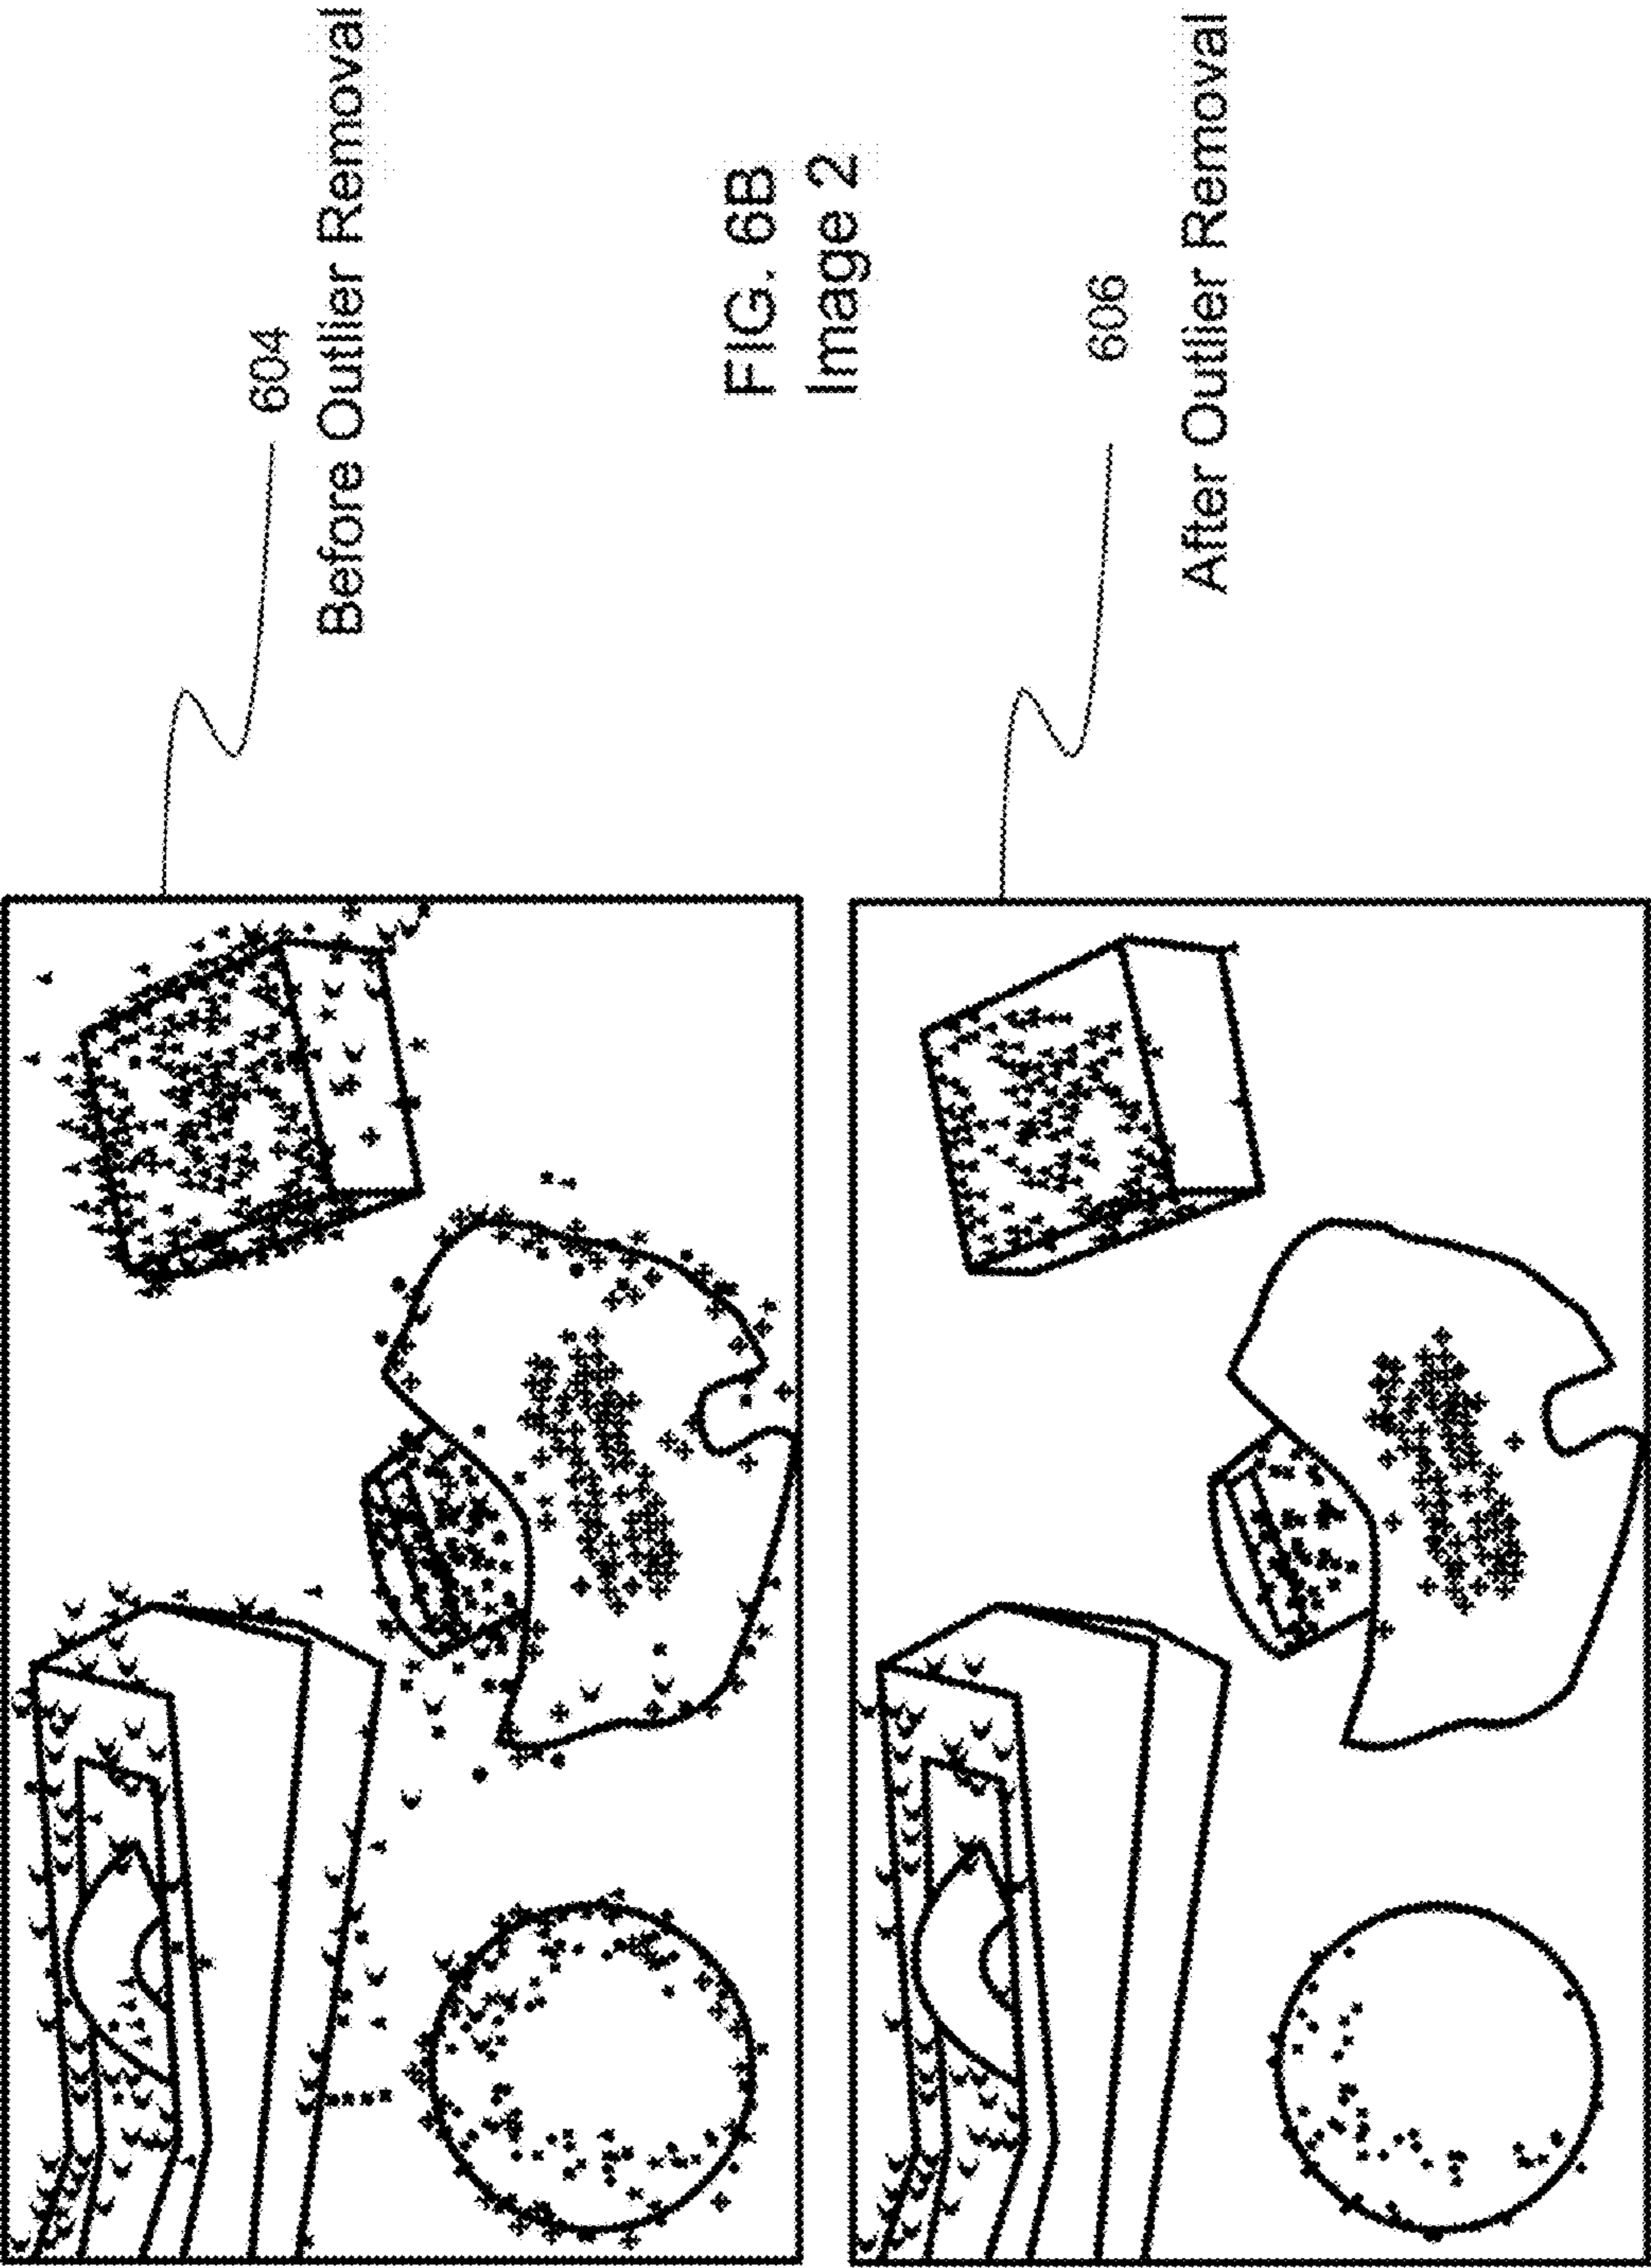 604
Before Outlier Removal
FIG. 6B
Image 2
606
After Outlier Removal